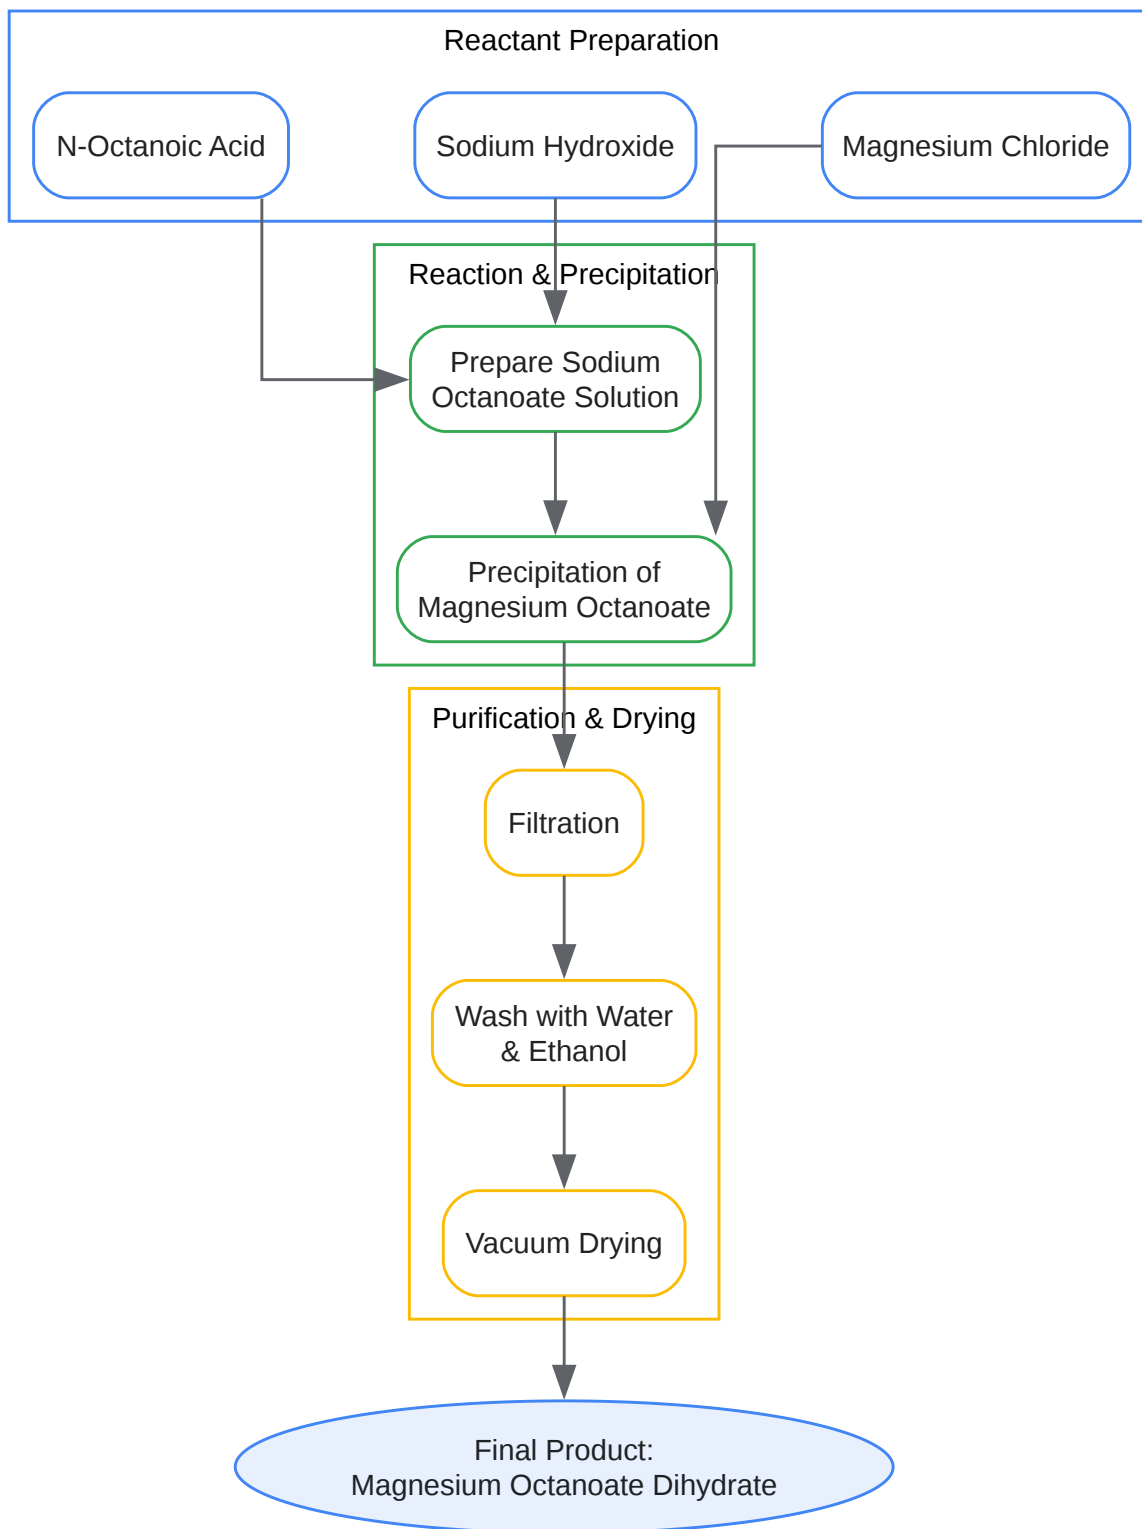 Reactant Preparation
N-Octanoic Acid
Sodium Hydroxide
Magnesium Chloride
Reaction & Precipitation
Prepare Sodium
Octanoate Solution
Precipitation of
Magnesium Octanoate
Purification & Drying
Filtration
Wash with Water
& Ethanol
Vacuum Drying
Final Product:
Magnesium Octanoate Dihydrate